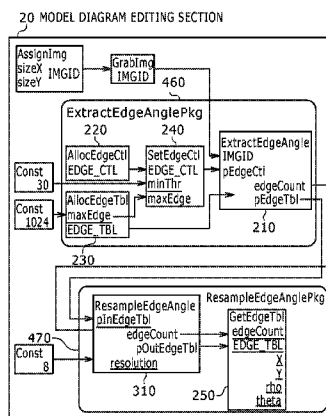 20 MODEL DIAGRAM EDITING SECTION
AssignImg
sizeX IMGID
sizeY
GrabImg
IMGID
460
ExtractEdgeAnglePkg
220
240
AllocEdgeCtl
EDGE_CTL
SetEdgeCtl
EDGE_CTL
minThr
maxEdge
ExtractEdgeAngle
IMGID
pEdgeCtl
edgeCount
pEdgeTbl
Const
30
Const
1024
AllocEdgeTbl
maxEdge
EDGE_TBL
230
210
ResampleEdgeAngle
pInEdgeTbl
edgeCount
pOutEdgeTbl
resolution
ResampleEdgeAnglePkg
GetEdgeTbl
edgeCount
EDGE_TBL
X
Y
rho
theta
470
Const
8
310
250